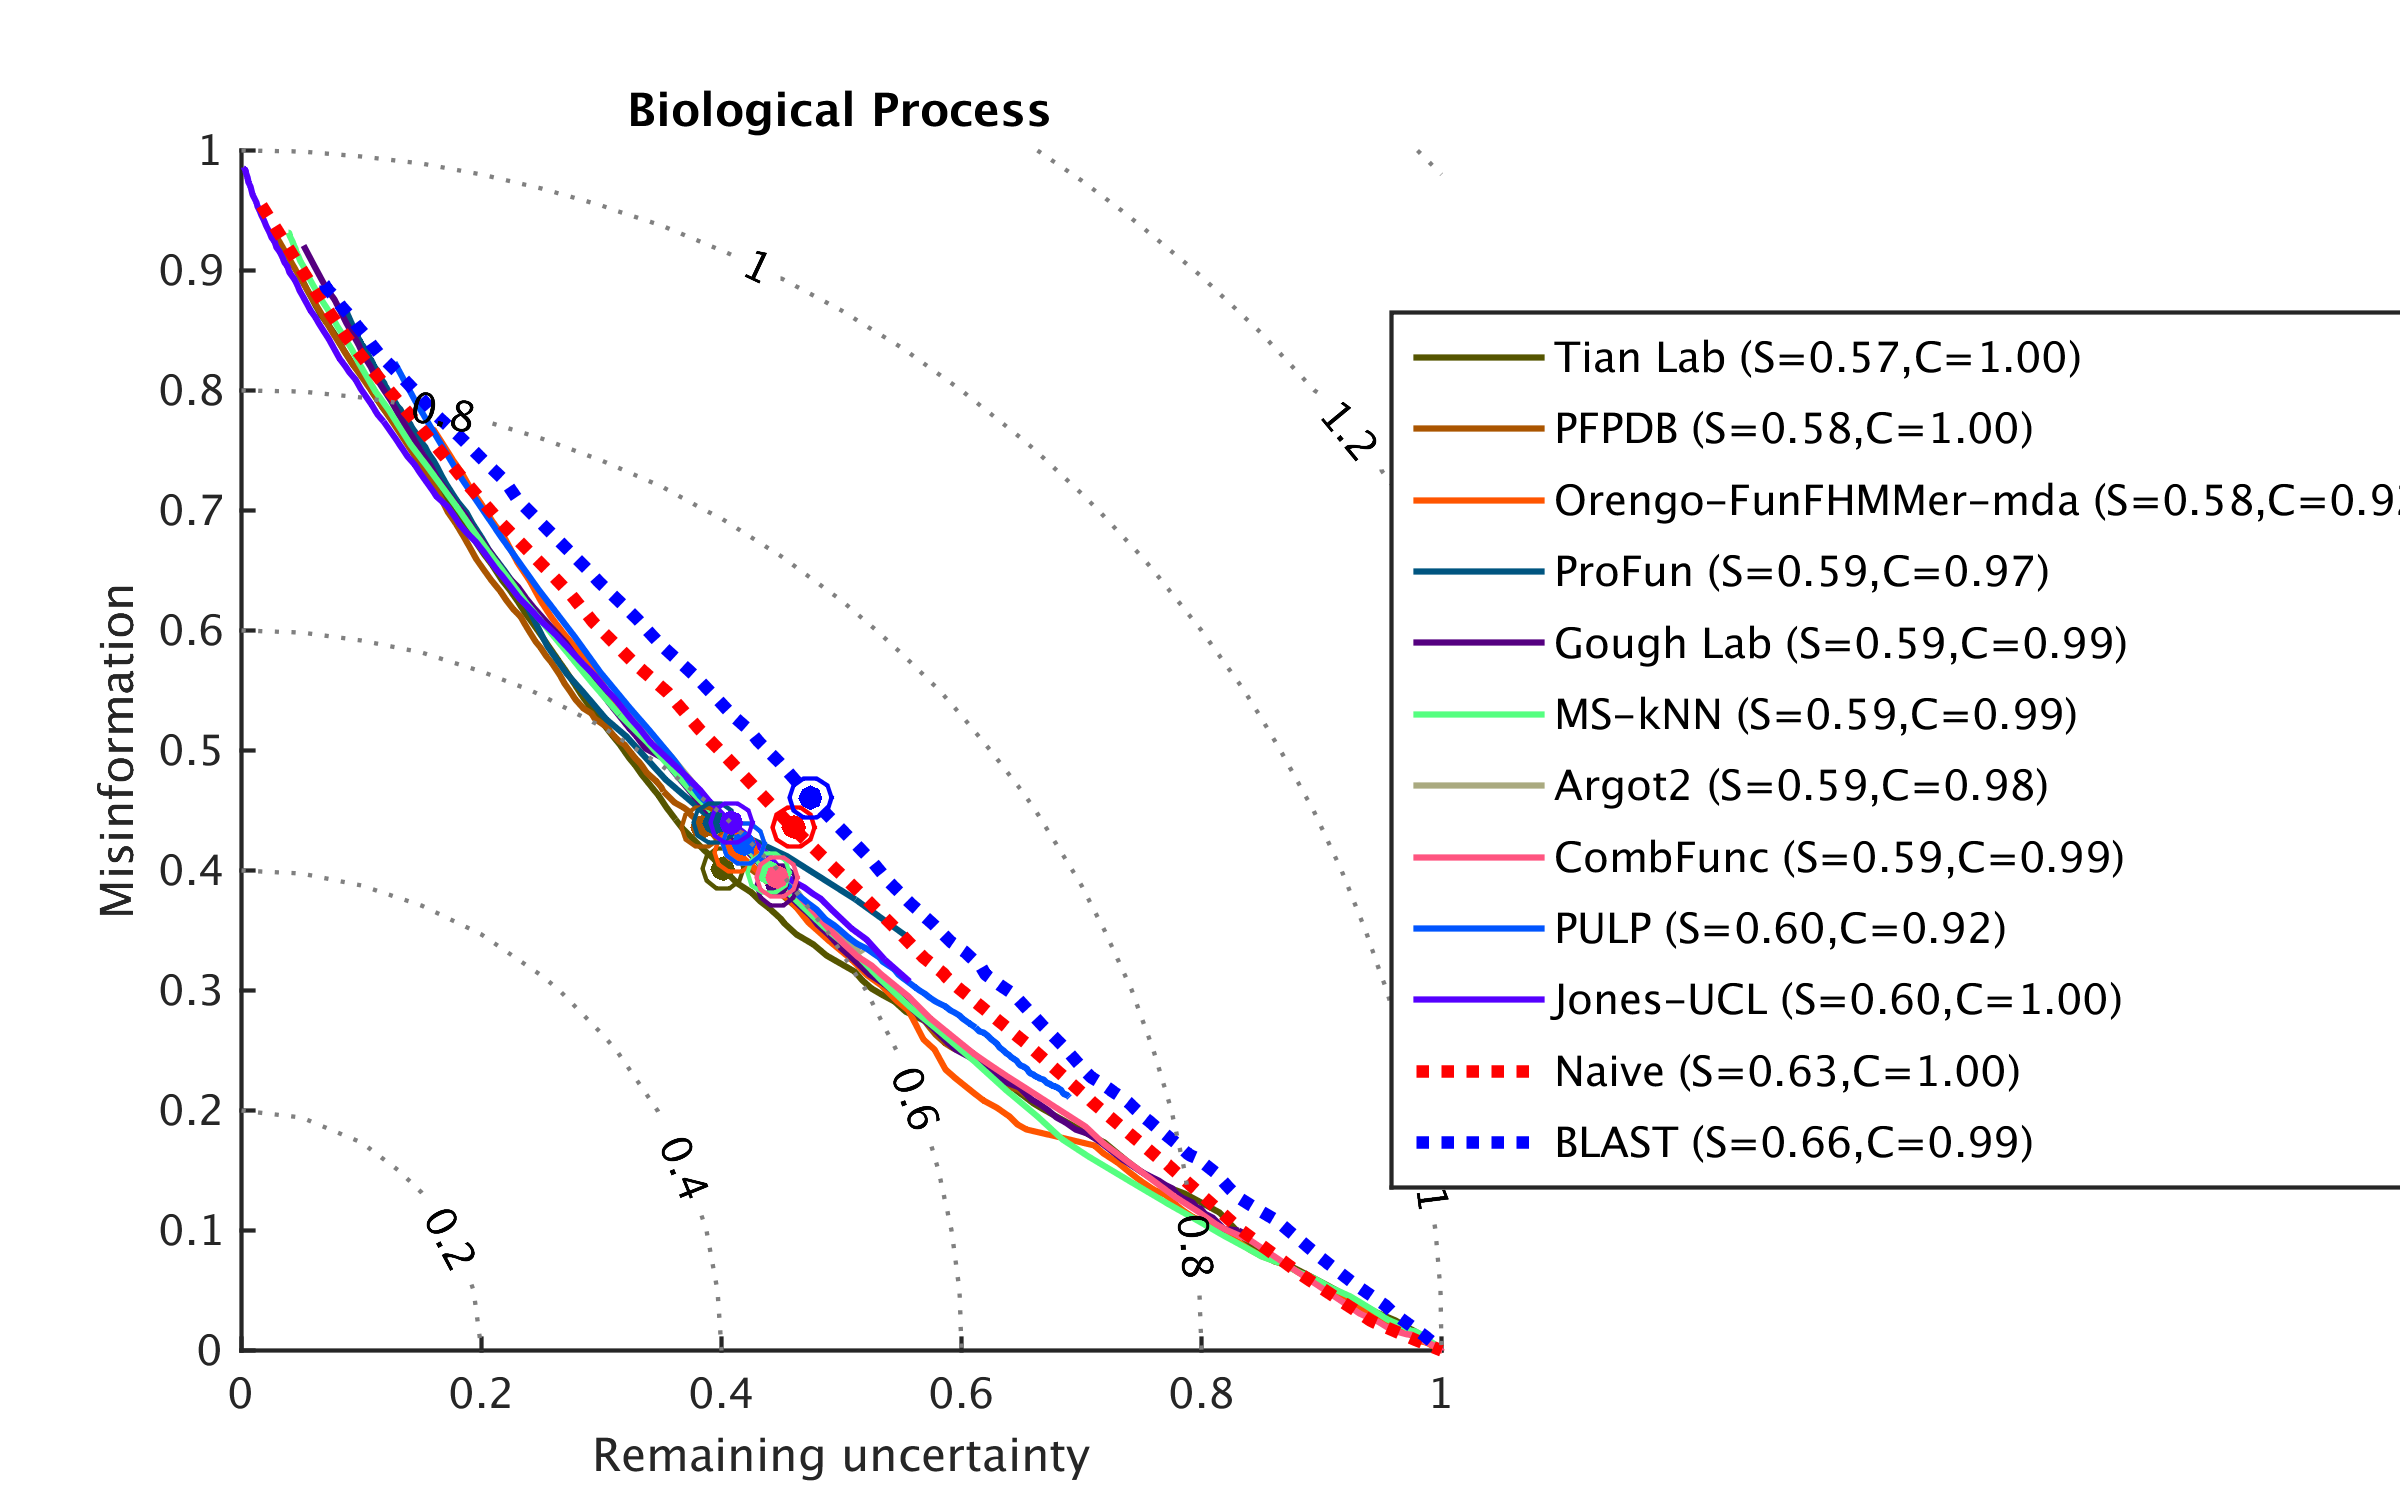 Biological Process
Misinformation
1
0.9
0.8
0.7
0.6
0.5
0.4
0.3
0.2
0.1
0
0
0.2
0.4
0.6
0.8
1
Remaining uncertainty
1
1.2
0.8
0.6
0.4
0.2
0.8
1
Tian Lab (S=0.57,C=1.00)
PFPDB (S=0.58,C=1.00)
Orengo-FunFHMMer-mda (S=0.58,C=0.9
ProFun (S=0.59,C=0.97)
Gough Lab (S=0.59,C=0.99)
MS-kNN (S=0.59,C=0.99)
Argot2 (S=0.59,C=0.98)
CombFunc (S=0.59,C=0.99)
PULP (S=0.60,C=0.92)
Jones-UCL (S=0.60,C=1.00)
Naive (S=0.63,C=1.00)
BLAST (S=0.66,C=0.99)